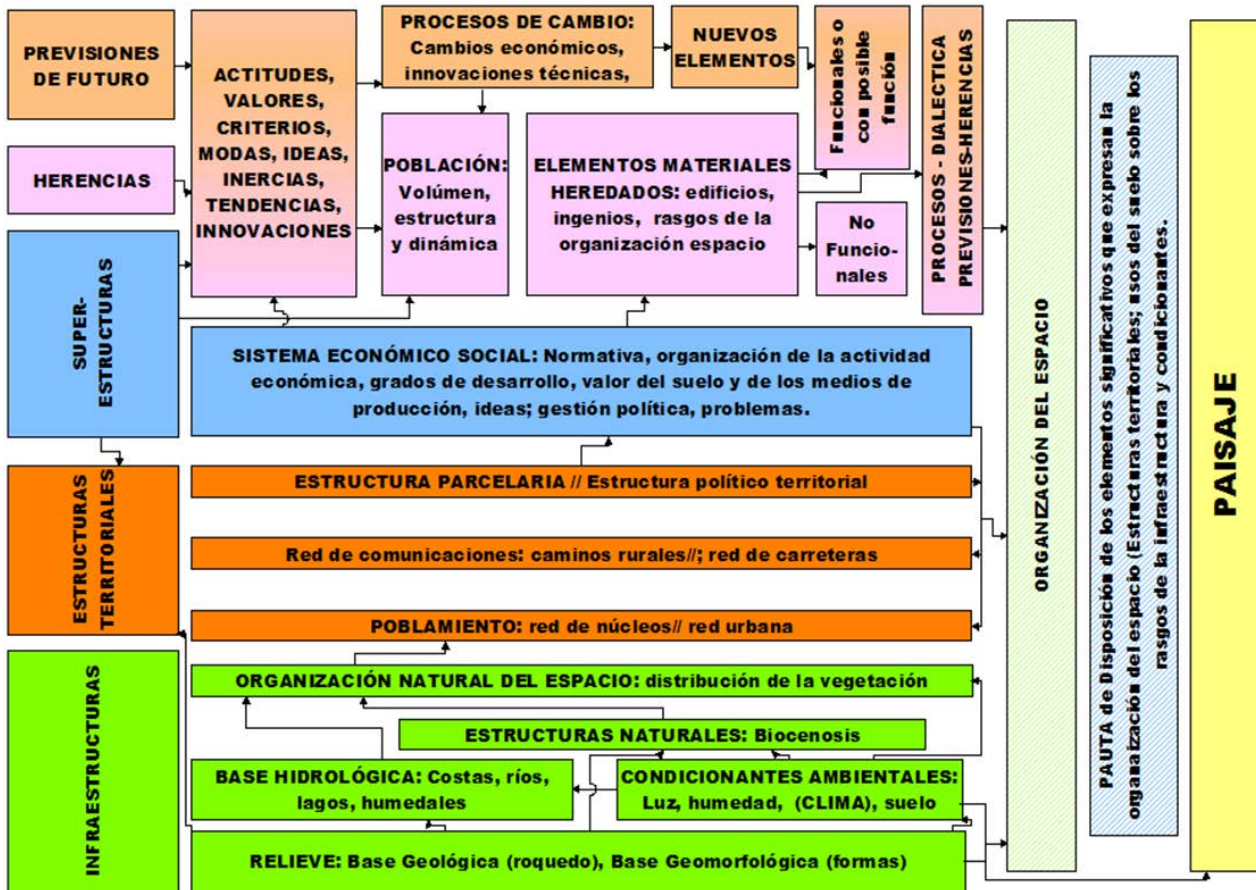 PREVISIONES
DE FUTURO
ACTITUDES,
VALORES,
CRITERIOS,
MODAS, IDEAS,
INERCIAS,
TENDENCIAS,
INNOVACIONES
PROCESOS DE CAMBIO:
Cambios económicos,
innovaciones técnicas,
NUEVOS
ELEMENTOS
Funcionales o
con posible
función
PROCESOS - DIALECTICA
PREVISIONES-HERENCIAS
HERENCIAS
POBLACIÓN:
Volúmen,
estructura
y dinámica
ELEMENTOS MATERIALES
HEREDADOS: edificios,
ingenios, rasgos de la
organización espacio
No
Funcio-
nales
SUPER-
ESTRUCTURAS
SISTEMA ECONÓMICO SOCIAL: Normativa, organización de la actividad
económica, grados de desarrollo, valor del suelo y de los medios de
producción, ideas; gestión política, problemas.
ESTRUCTURAS
TERRITORIALES
ESTRUCTURA PARCELARIA // Estructura político territorial
Red de comunicaciones: caminos rurales//; red de carreteras
POBLAMIENTO: red de núcleos// red urbana
INFRAESTRUCTURAS
ORGANIZACIÓN NATURAL DEL ESPACIO: distribución de la vegetación
ESTRUCTURAS NATURALES: Biocenosis
BASE HIDROLÓGICA: Costas, ríos,
lagos, humedales
CONDICIONANTES AMBIENTALES:
Luz, humedad, (CLIMA), suelo
RELIEVE: Base Geológica (roquedo), Base Geomorfológica (formas)
ORGANIZACIÓN DEL ESPACIO
PAUTA de Disposición de los elementos significativos que expresan la
organización del espacio (Estructuras territoriales; usos del suelo sobre los
rasgos de la infraestructura y condicionantes.
PAISAJE